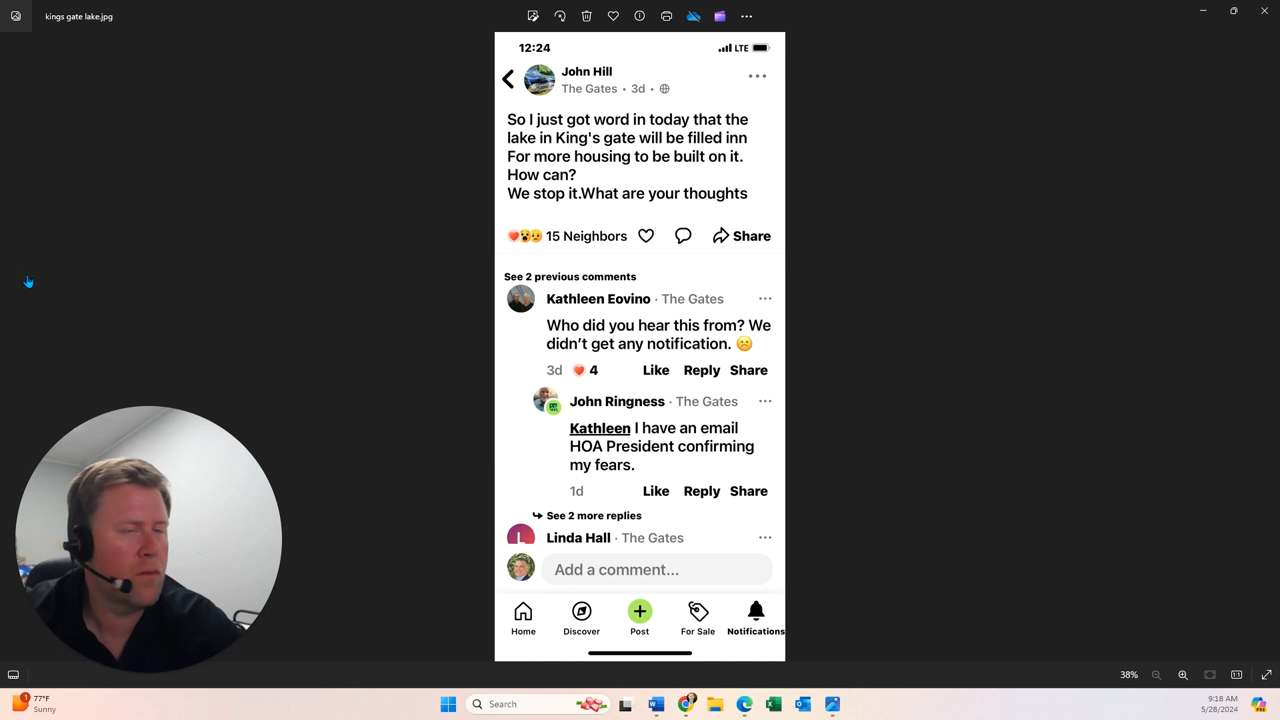 kings gate lake.jpg
12:24
LTE
John Hill
The Gates • 3d •
So I just got word in today that the
lake in King's gate will be filled inn
For more housing to be built on it.
How can?
We stop it.What are your thoughts
15 Neighbors
Share
See 2 previous comments
Kathleen Eovino · The Gates
Who did you hear this from? We
didn’t get any notification. ☹️
3d 4 Like Reply Share
John Ringness · The Gates
Kathleen I have an email
HOA President confirming
my fears.
1d Like Reply Share
See 2 more replies
L
Linda Hall · The Gates
Add a comment...
Home Discover Post For Sale Notifications
38%
1
77°F
Sunny
Search
9:18 AM
5/28/2024